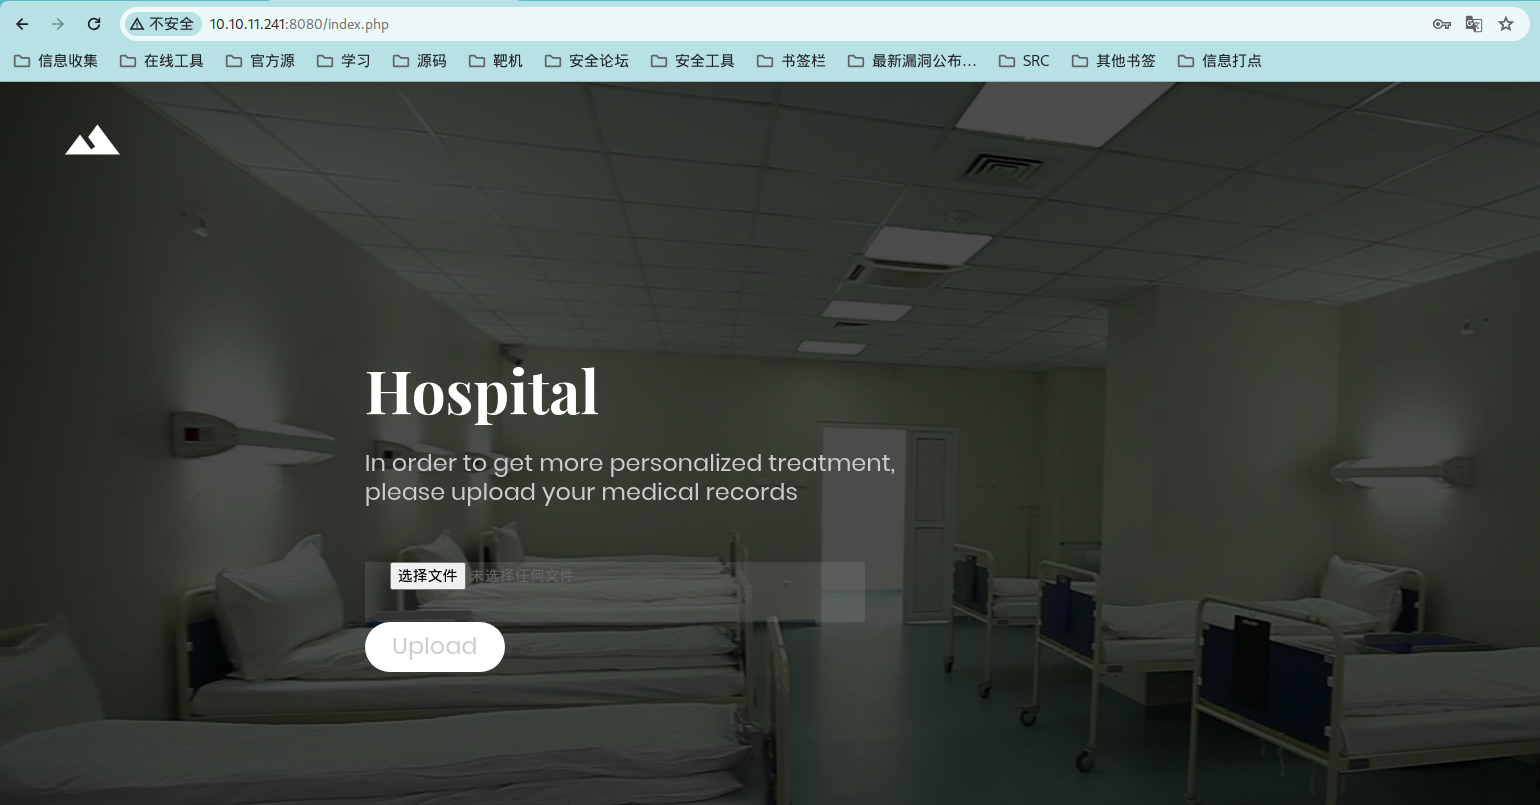 不安全 10.10.11.241:8080/index.php
信息收集 在线工具 官方源 学习 源码 靶机 安全论坛 安全工具 书签栏 最新漏洞公布... SRC 其他书签 信息打点
Hospital
In order to get more personalized treatment,
please upload your medical records
选择文件 未选择任何文件
Upload